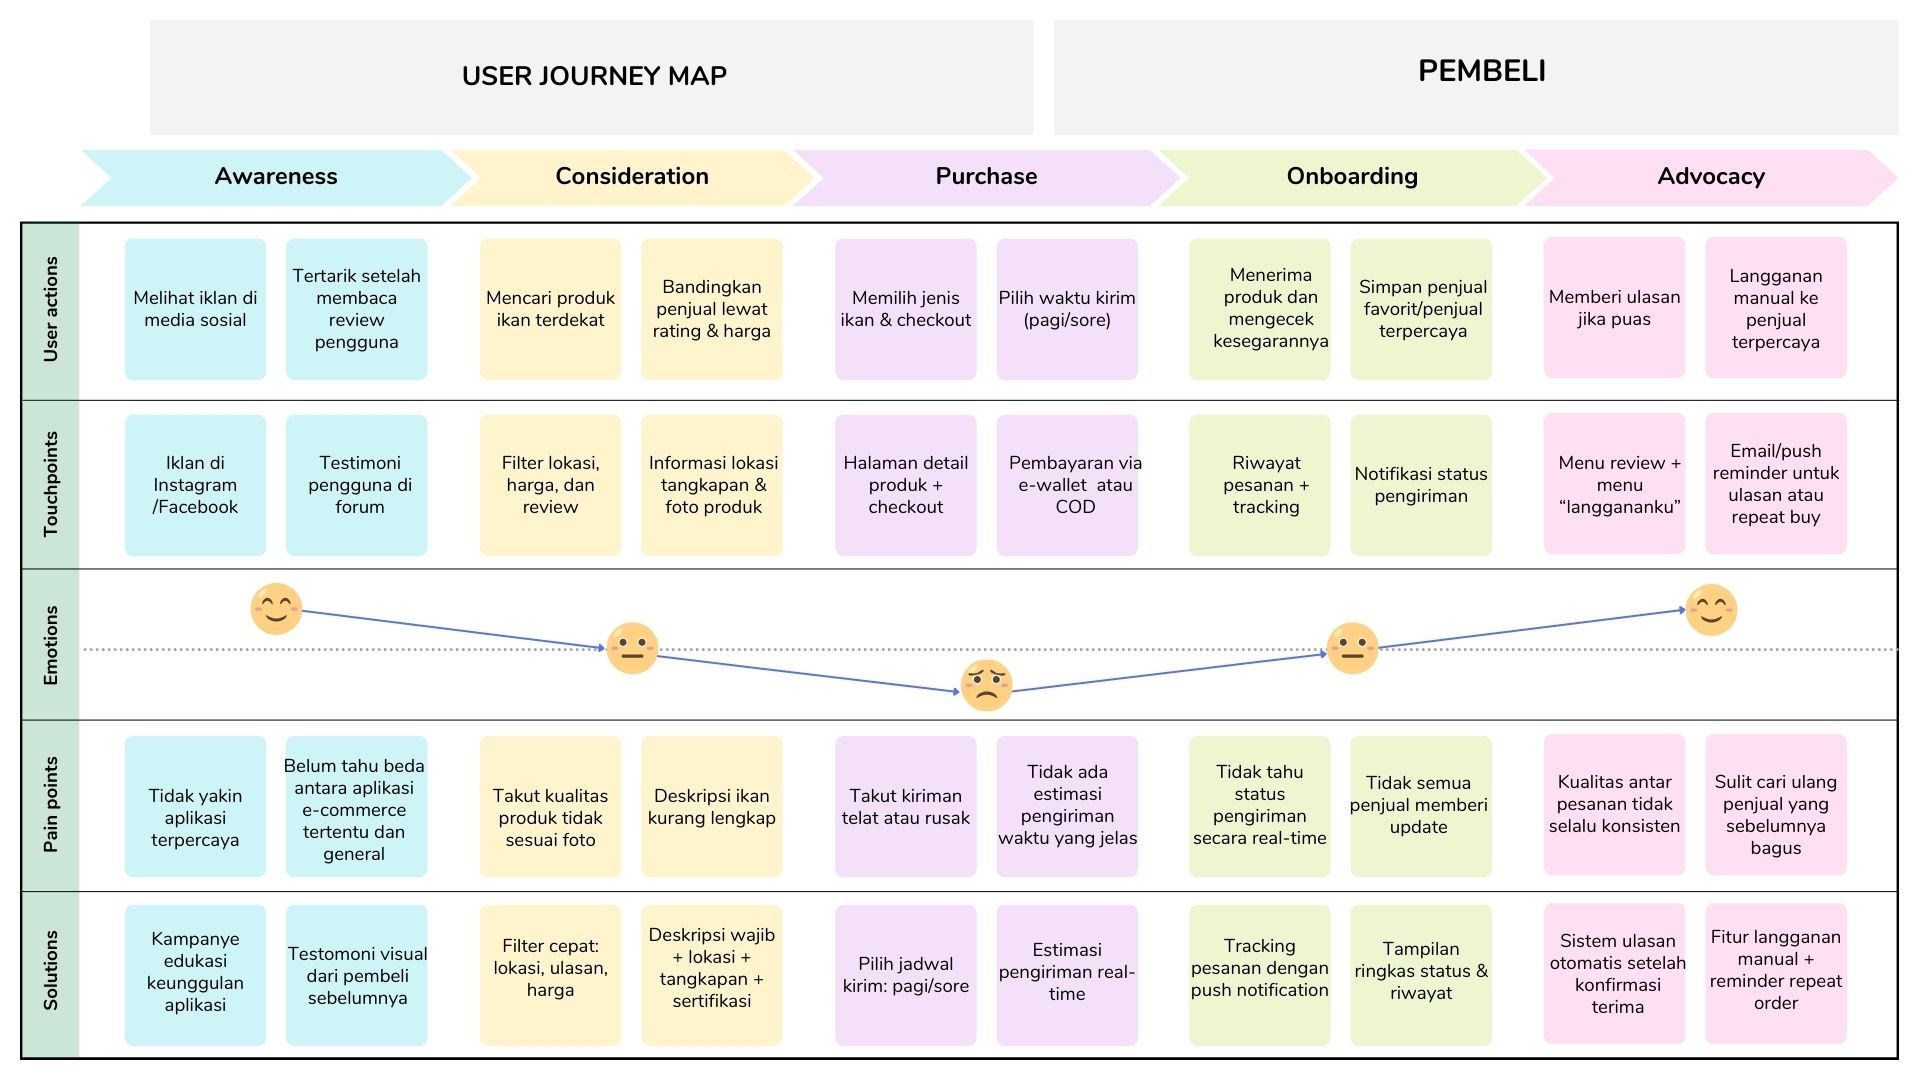 USER JOURNEY MAP
PEMBELI
Awareness
Consideration
Purchase
Onboarding
Advocacy
User actions
Melihat iklan di
media sosial
Tertarik setelah
membaca
review
pengguna
Mencari produk
ikan terdekat
Bandingkan
penjual lewat
rating & harga
Memilih jenis
ikan & checkout
Pilih waktu kirim
(pagi/sore)
Menerima
produk dan
mengecek
kesegarannya
Simpan penjual
favorit/penjual
terpercaya
Memberi ulasan
jika puas
Langganan
manual ke
penjual
terpercaya
Touchpoints
Iklan di
Instagram
/Facebook
Testimoni
pengguna di
forum
Filter lokasi,
harga, dan
review
Informasi lokasi
tangkapan &
foto produk
Halaman detail
produk +
checkout
Pembayaran via
e-wallet  atau
COD
Riwayat
pesanan +
tracking
Notifikasi status
pengiriman
Menu review +
menu
“langgananku”
Email/push
reminder untuk
ulasan atau
repeat buy
Emotions
Pain points
Tidak yakin
aplikasi
terpercaya
Belum tahu beda
antara aplikasi
e-commerce
tertentu dan
general
Takut kualitas
produk tidak
sesuai foto
Deskripsi ikan
kurang lengkap
Takut kiriman
telat atau rusak
Tidak ada
estimasi
pengiriman
waktu yang jelas
Tidak tahu
status
pengiriman
secara real-time
Tidak semua
penjual memberi
update
Kualitas antar
pesanan tidak
selalu konsisten
Sulit cari ulang
penjual yang
sebelumnya
bagus
Solutions
Kampanye
edukasi
keunggulan
aplikasi
Testomoni visual
dari pembeli
sebelumnya
Filter cepat:
lokasi, ulasan,
harga
Deskripsi wajib
+ lokasi +
tangkapan +
sertifikasi
Pilih jadwal
kirim: pagi/sore
Estimasi
pengiriman real-
time
Tracking
pesanan dengan
push notification
Tampilan
ringkas status &
riwayat
Sistem ulasan
otomatis setelah
konfirmasi
terima
Fitur langganan
manual +
reminder repeat
order